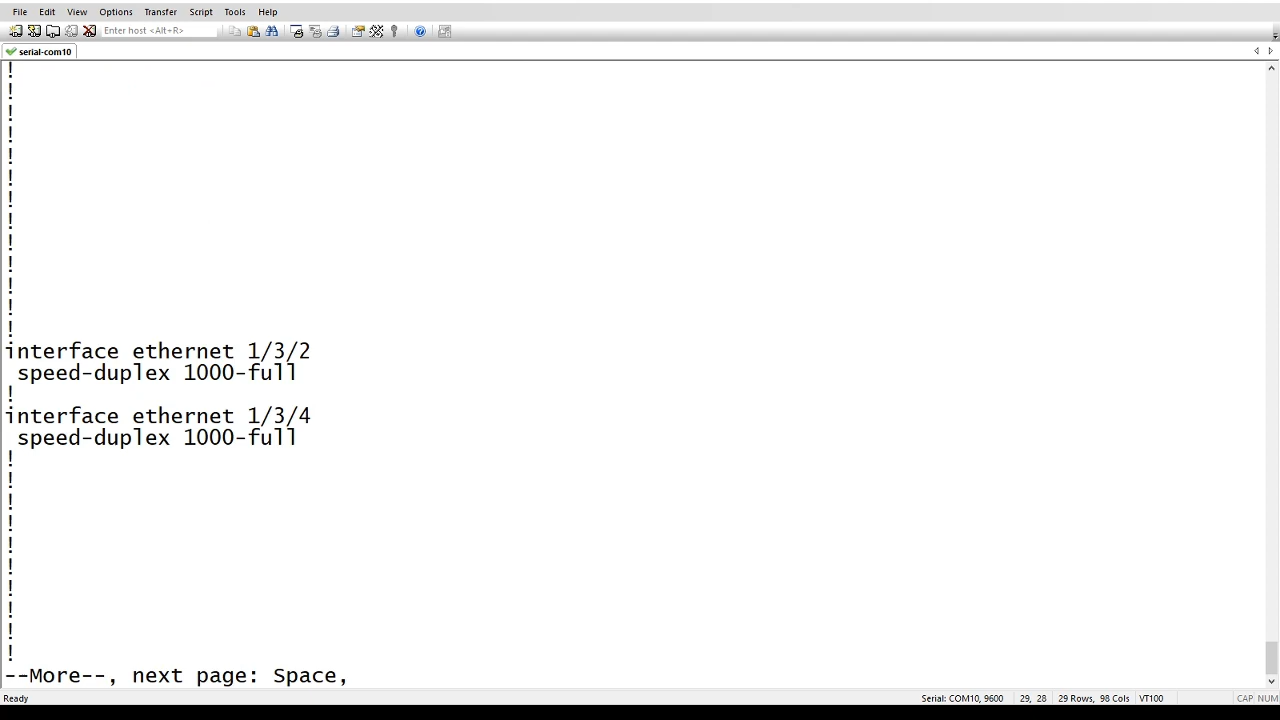 File Edit View Options Transfer Script Tools Help
Enter host <Alt+R>
serial-com10
!
!
!
!
!
!
!
!
!
!
!
!
!
interface ethernet 1/3/2
 speed-duplex 1000-full
!
interface ethernet 1/3/4
 speed-duplex 1000-full
!
!
!
!
!
!
!
!
!
!
--More--, next page: Space,
Ready Serial: COM10, 9600 29, 28 29 Rows, 98 Cols VT100 CAP NUM